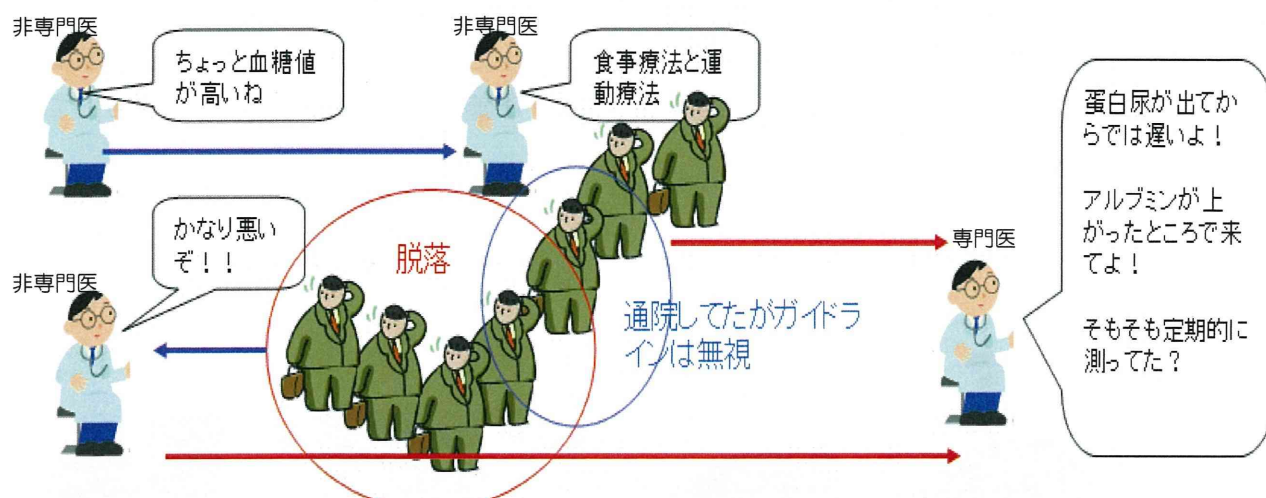 非専門医
ちょっと血糖値
が高いね
非専門医
食事療法と運
動療法
蛋白尿が出てか
らでは遅いよ！
アルブミンが上
がったところで来
てよ！
そもそも定期的に
測ってた？
かなり悪い
ぞ！！
非専門医
脱落
通院してたがガイドラ
インは無視
専門医